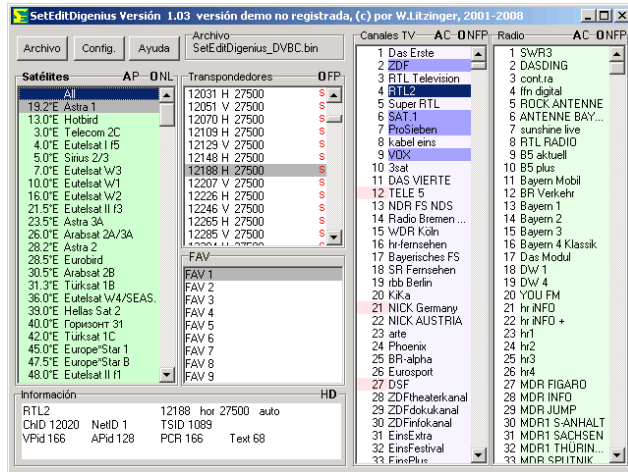 SetEditDigenius Versión 1.03 versión demo no registrada, (c) por W.Litzinger, 2001-2008
Archivo
Config.
Ayuda
Archivo
SetEditDigenius_DVBC.bin
Satélites AP ONL
All
19.2°E Astra 1
13.0°E Hotbird
3.0°E Telecom 2C
4.0°E Eutelsat I f5
5.0°E Sirius 2/3
7.0°E Eutelsat W3
10.0°E Eutelsat W1
16.0°E Eutelsat W2
21.5°E Eutelsat II f3
23.5°E Astra 3A
26.0°E Arabsat 2A/3A
28.2°E Astra 2
28.5°E Eurobird
30.5°E Arabsat 2B
31.3°E Türksat 1B
36.0°E Eutelsat W4/SEAS.
39.0°E Hellas Sat 2
40.0°E Горизонт 31
42.0°E Türksat 1C
45.0°E Europe*Star 1
47.5°E Europe*Star B
48.0°E Eutelsat II f1
Transpondedores OFP
12031 H 27500 S
12051 V 27500 S
12070 H 27500 S
12109 H 27500 S
12129 V 27500 S
12148 H 27500 S
12188 H 27500 S
12207 V 27500 S
12226 H 27500 S
12246 V 27500 S
12265 H 27500 S
12285 V 27500 S
FAV
FAV 1
FAV 2
FAV 3
FAV 4
FAV 5
FAV 6
FAV 7
FAV 8
FAV 9
Canales TV AC ONFP
1 Das Erste
2 ZDF
3 RTL Television
4 RTL2
5 Super RTL
6 SAT.1
7 ProSieben
8 kabel eins
9 VOX
10 3sat
11 DAS VIERTE
12 TELE 5
13 NDR FS NDS
14 Radio Bremen ...
15 WDR Köln
16 hr-fernsehen
17 Bayerisches FS
18 SR Fernsehen
19 rbb Berlin
20 KiKa
21 NICK Germany
22 NICK AUSTRIA
23 arte
24 Phoenix
25 BR-alpha
26 Eurosport
27 DSF
28 ZDFtheaterkanal
29 ZDFdokukanal
30 ZDFinfokanal
31 EinsExtra
32 EinsFestival
33 EinsPlus
Radio AC ONFP
1 SWR3
2 DASDING
3 cont.ra
4 ffn digital
5 ROCK ANTENNE
6 ANTENNE BAY...
7 sunshine live
8 RTL RADIO
9 B5 aktuell
10 B5 plus
11 Bayern Mobil
12 BR Verkehr
13 Bayern 1
14 Bayern 2
15 Bayern 3
16 Bayern 4 Klassik
17 Das Modul
18 DW 1
19 DW 4
20 YOU FM
21 hr iNFO
22 hr iNFO +
23 hr1
24 hr2
25 hr3
26 hr4
27 MDR FIGARO
28 MDR INFO
29 MDR JUMP
30 MDR1 S-ANHALT
31 MDR1 SACHSEN
32 MDR1 THÜRIN...
33 MDR SPUTNIK
Información HD
RTL2 12188 hor 27500 auto
ChID 12020 NetID 1 TSID 1089
VPid 166 APid 128 PCR 166 Text 68